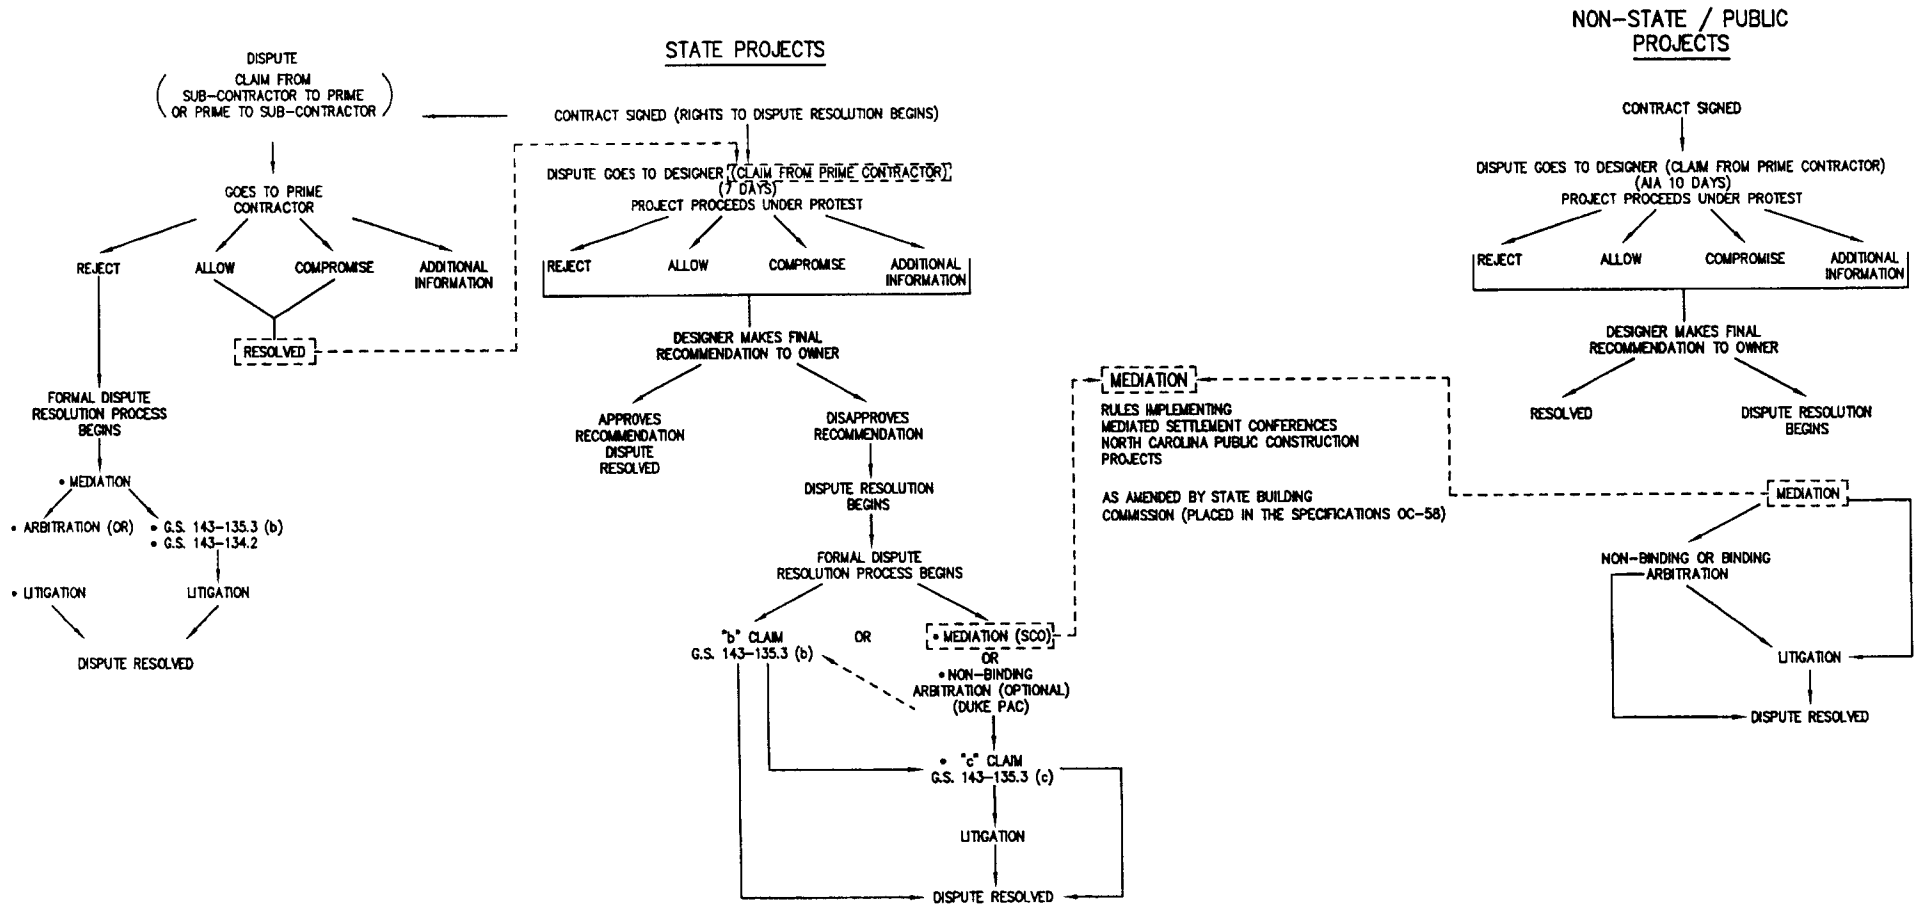 DISPUTE
CLAIM FROM
SUB-CONTRACTOR TO PRIME
OR PRIME TO SUB-CONTRACTOR
GOES TO PRIME
CONTRACTOR
REJECT
ALLOW
COMPROMISE
ADDITIONAL
INFORMATION
RESOLVED
FORMAL DISPUTE
RESOLUTION PROCESS
BEGINS
• MEDIATION
• ARBITRATION (OR)
• G.S. 143-135.3 (b)
• G.S. 143-134.2
• LITIGATION
LITIGATION
DISPUTE RESOLVED
STATE PROJECTS
CONTRACT SIGNED (RIGHTS TO DISPUTE RESOLUTION BEGINS)
DISPUTE GOES TO DESIGNER (CLAIM FROM PRIME CONTRACTOR)
(7 DAYS)
PROJECT PROCEEDS UNDER PROTEST
REJECT
ALLOW
COMPROMISE
ADDITIONAL
INFORMATION
DESIGNER MAKES FINAL
RECOMMENDATION TO OWNER
APPROVES
RECOMMENDATION
DISPUTE
RESOLVED
DISAPPROVES
RECOMMENDATION
DISPUTE RESOLUTION
BEGINS
FORMAL DISPUTE
RESOLUTION PROCESS BEGINS
"b" CLAIM
G.S. 143-135.3 (b)
OR
• MEDIATION (SCO)
OR
• NON-BINDING
ARBITRATION (OPTIONAL)
(DUKE PAC)
• "c" CLAIM
G.S. 143-135.3 (c)
LITIGATION
DISPUTE RESOLVED
MEDIATION
RULES IMPLEMENTING
MEDIATED SETTLEMENT CONFERENCES
NORTH CAROLINA PUBLIC CONSTRUCTION
PROJECTS
AS AMENDED BY STATE BUILDING
COMMISSION (PLACED IN THE SPECIFICATIONS OC-58)
NON-STATE / PUBLIC
PROJECTS
CONTRACT SIGNED
DISPUTE GOES TO DESIGNER (CLAIM FROM PRIME CONTRACTOR)
(AIA 10 DAYS)
PROJECT PROCEEDS UNDER PROTEST
REJECT
ALLOW
COMPROMISE
ADDITIONAL
INFORMATION
DESIGNER MAKES FINAL
RECOMMENDATION TO OWNER
RESOLVED
DISPUTE RESOLUTION
BEGINS
MEDIATION
NON-BINDING OR BINDING
ARBITRATION
LITIGATION
DISPUTE RESOLVED